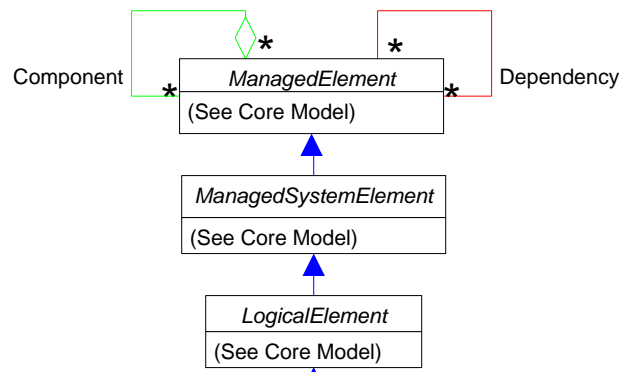 *
*
Component
ManagedElement
Dependency
*
*
(See Core Model)
ManagedSystemElement
(See Core Model)
LogicalElement
(See Core Model)